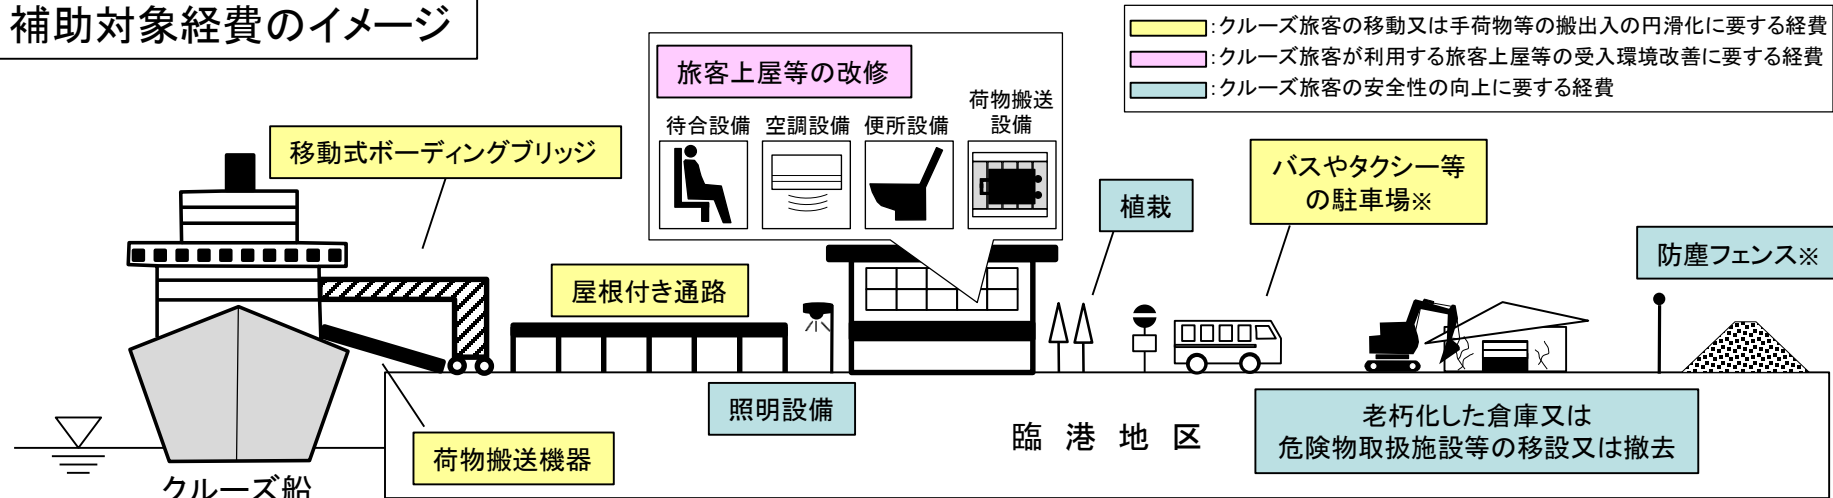 補助対象経費のイメージ
：クルーズ旅客の移動又は手荷物等の搬出入の円滑化に要する経費
：クルーズ旅客が利用する旅客上屋等の受入環境改善に要する経費
：クルーズ旅客の安全性の向上に要する経費
旅客上屋等の改修
待合設備
空調設備
便所設備
荷物搬送
設備
移動式ボーディングブリッジ
バスやタクシー等
の駐車場※
植栽
防塵フェンス※
屋根付き通路
照明設備
荷物搬送機器
臨港地区
老朽化した倉庫又は
危険物取扱施設等の移設又は撤去
クルーズ船